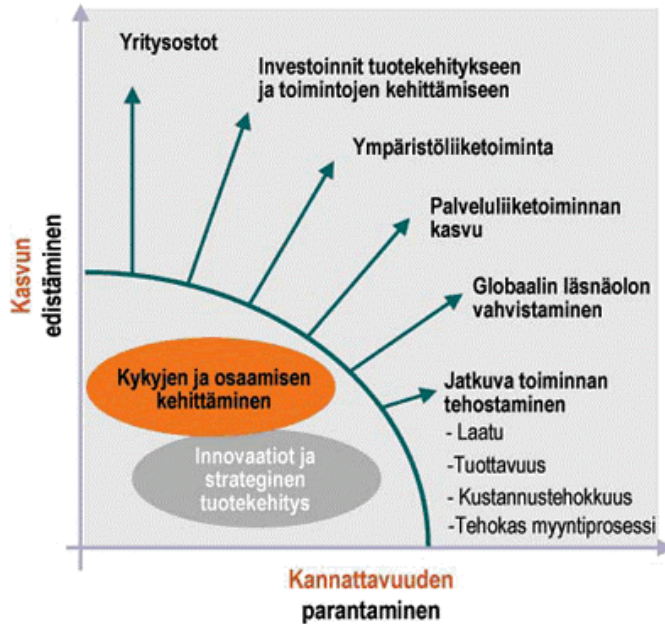 Yritysostot
Investoinnit tuotekehitykseen
ja toimintojen kehittämiseen
Ympäristöliiketoiminta
Palveluliiketoiminnan
kasvu
Globaalin läsnäolon
vahvistaminen
Jatkuva toiminnan
tehostaminen
- Laatu
-Tuottavuus
- Kustannustehokkuus
-Tehokas myyntiprosessi
Kasvun
edistäminen
Kykyjen ja osaamisen
kehittäminen
Innovaatiot ja
strateginen
tuotekehitys
Kannattavuuden
parantaminen